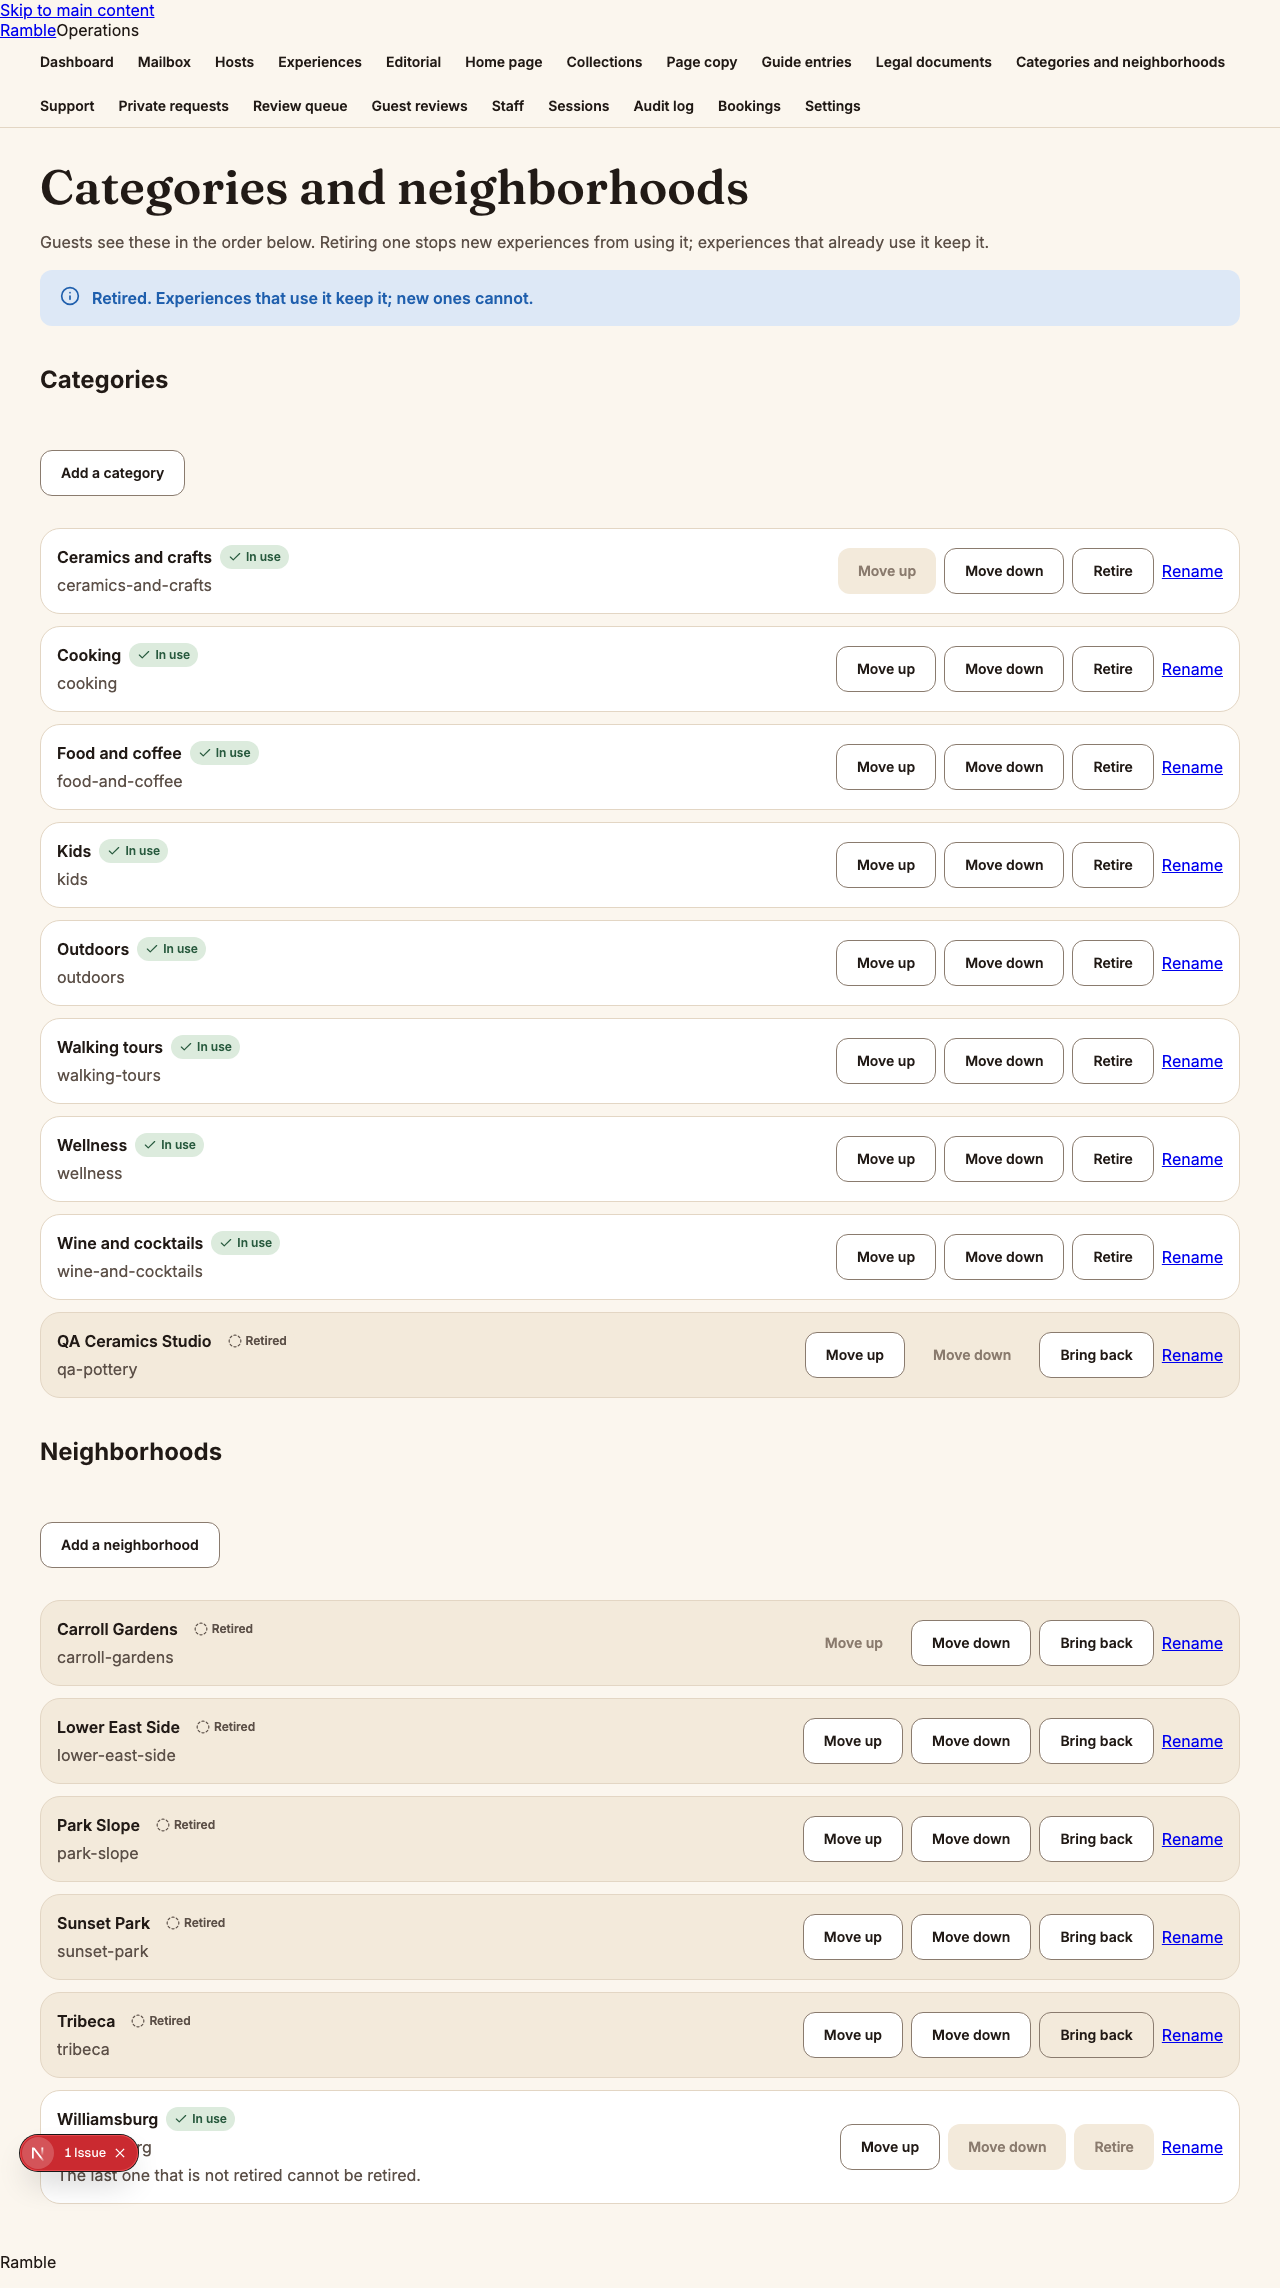 Skip to main content
RambleOperations
Dashboard Mailbox Hosts Experiences Editorial Home page Collections Page copy Guide entries Legal documents Categories and neighborhoods
Support Private requests Review queue Guest reviews Staff Sessions Audit log Bookings Settings
Categories and neighborhoods
Guests see these in the order below. Retiring one stops new experiences from using it; experiences that already use it keep it.
Retired. Experiences that use it keep it; new ones cannot.
Categories
Add a category
Ceramics and crafts In use
ceramics-and-crafts
Move up Move down Retire Rename
Cooking In use
cooking
Move up Move down Retire Rename
Food and coffee In use
food-and-coffee
Move up Move down Retire Rename
Kids In use
kids
Move up Move down Retire Rename
Outdoors In use
outdoors
Move up Move down Retire Rename
Walking tours In use
walking-tours
Move up Move down Retire Rename
Wellness In use
wellness
Move up Move down Retire Rename
Wine and cocktails In use
wine-and-cocktails
Move up Move down Retire Rename
QA Ceramics Studio Retired
qa-pottery
Move up Move down Bring back Rename
Neighborhoods
Add a neighborhood
Carroll Gardens Retired
carroll-gardens
Move up Move down Bring back Rename
Lower East Side Retired
lower-east-side
Move up Move down Bring back Rename
Park Slope Retired
park-slope
Move up Move down Bring back Rename
Sunset Park Retired
sunset-park
Move up Move down Bring back Rename
Tribeca Retired
tribeca
Move up Move down Bring back Rename
Williamsburg In use
Move up Move down Retire Rename
N 1 Issue
The last one that is not retired cannot be retired.
Ramble